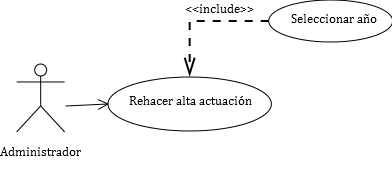 <<include>>
Seleccionar año
Rehacer alta actuación
Administrador